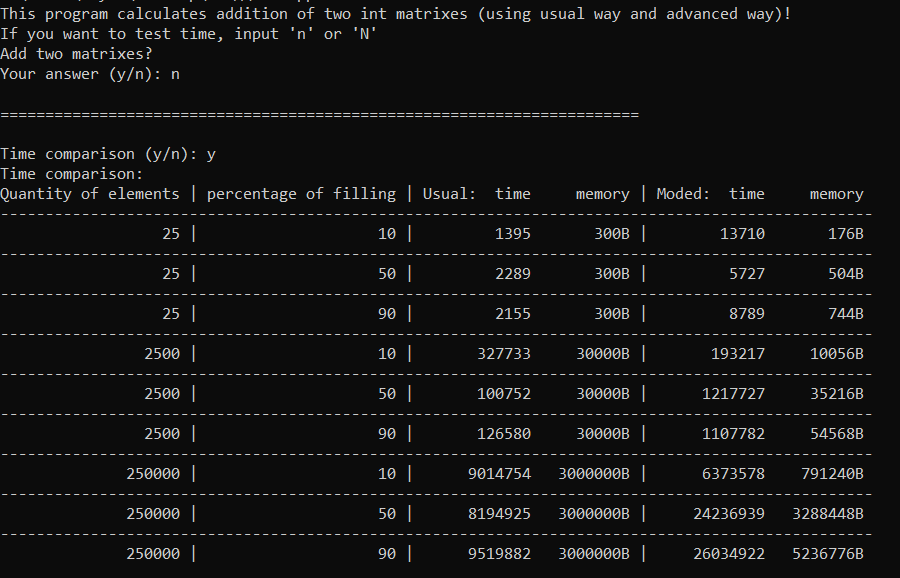 This program calculates addition of two int matrixes (using usual way and advanced way)!
If you want to test time, input 'n' or 'N'
Add two matrixes?
Your answer (y/n): n
=======================================================================
Time comparison (y/n): y
Time comparison:
Quantity of elements | percentage of filling | Usual:  time     memory | Moded:  time     memory
-------------------------------------------------------------------------------------------------
                  25 |                    10 |         1395       300B |        13710       176B
-------------------------------------------------------------------------------------------------
                  25 |                    50 |         2289       300B |         5727       504B
-------------------------------------------------------------------------------------------------
                  25 |                    90 |         2155       300B |         8789       744B
-------------------------------------------------------------------------------------------------
                2500 |                    10 |       327733     30000B |       193217     10056B
-------------------------------------------------------------------------------------------------
                2500 |                    50 |       100752     30000B |      1217727     35216B
-------------------------------------------------------------------------------------------------
                2500 |                    90 |       126580     30000B |      1107782     54568B
-------------------------------------------------------------------------------------------------
              250000 |                    10 |      9014754   3000000B |      6373578    791240B
-------------------------------------------------------------------------------------------------
              250000 |                    50 |      8194925   3000000B |     24236939   3288448B
-------------------------------------------------------------------------------------------------
              250000 |                    90 |      9519882   3000000B |     26034922   5236776B